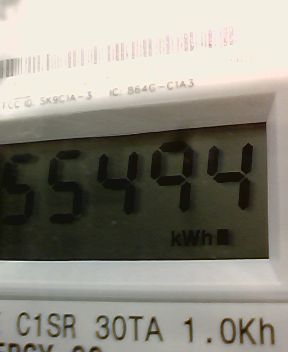 FCC ID: SK9C1A-3 IC: 864G-C1A3
55494
kWh
C1SR 30TA 1.0Kh